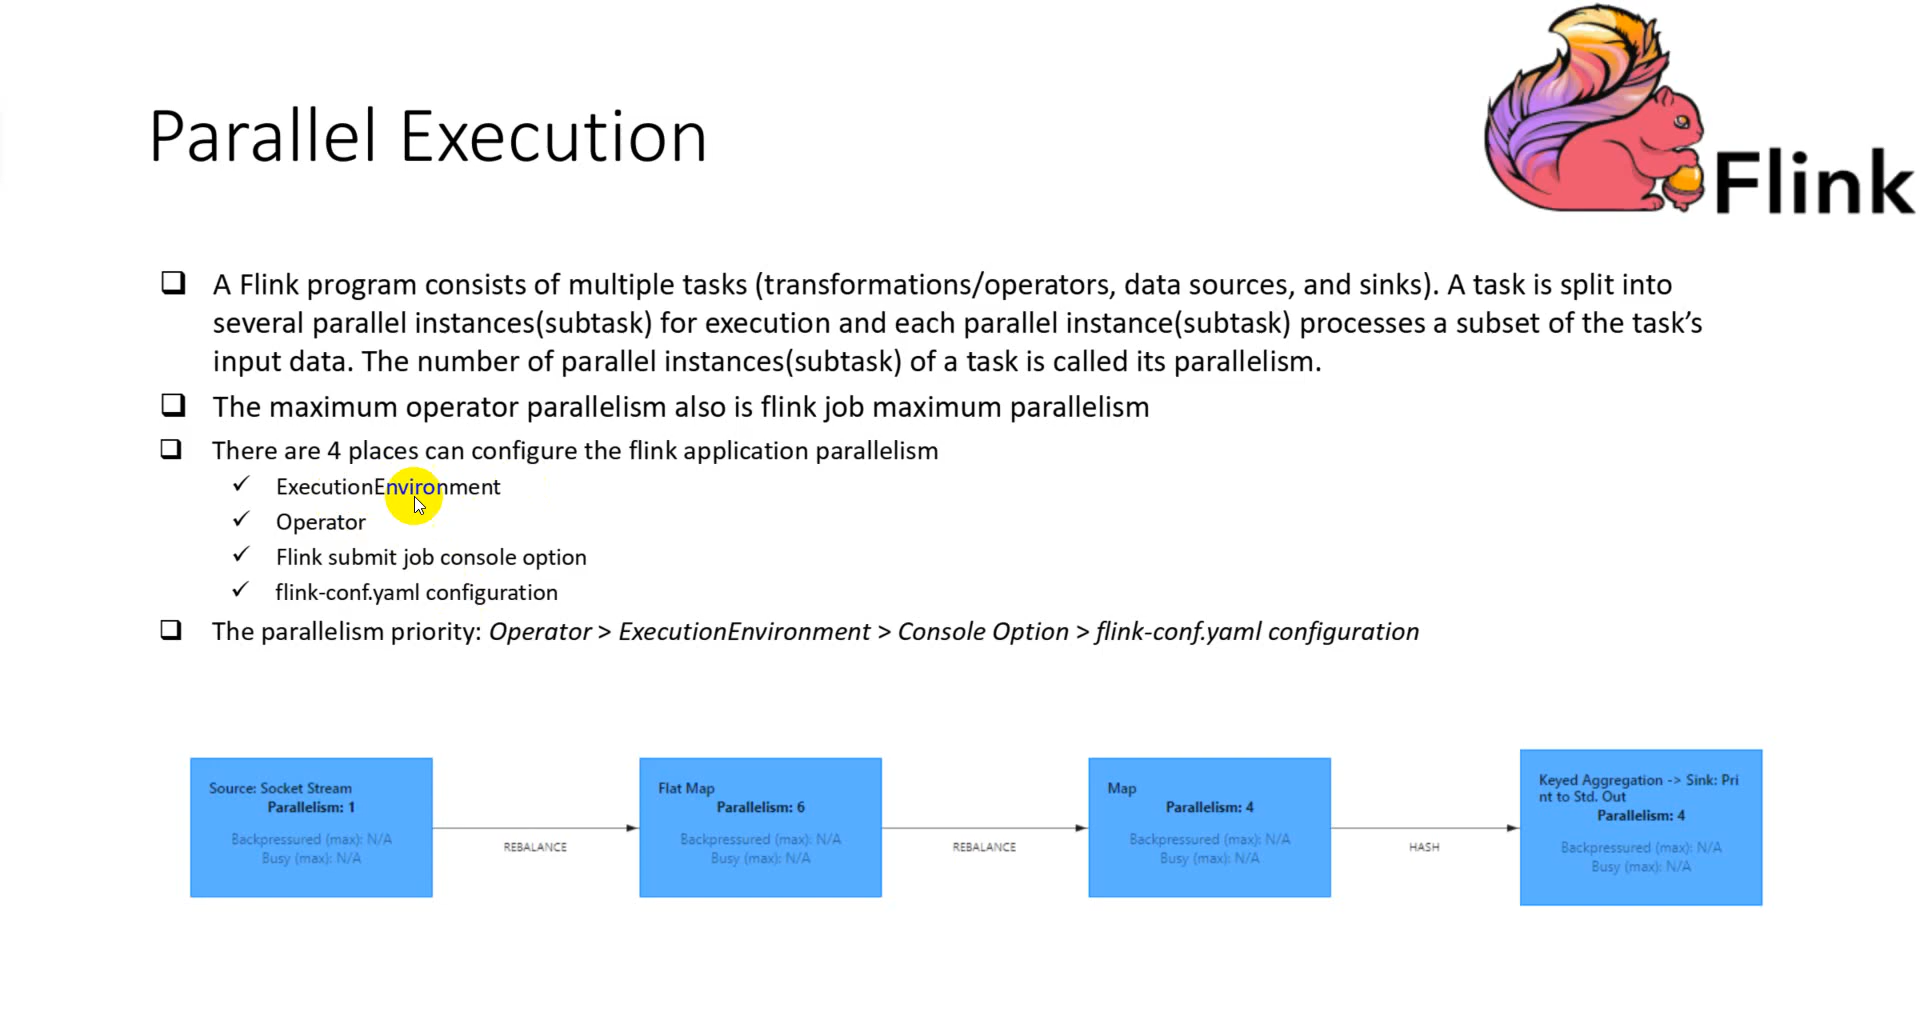 Parallel Execution
Flink
A Flink program consists of multiple tasks (transformations/operators, data sources, and sinks). A task is split into
several parallel instances(subtask) for execution and each parallel instance(subtask) processes a subset of the task’s
input data. The number of parallel instances(subtask) of a task is called its parallelism.
The maximum operator parallelism also is flink job maximum parallelism
There are 4 places can configure the flink application parallelism
ExecutionEnvironment
Operator
Flink submit job console option
flink-conf.yaml configuration
The parallelism priority: Operator > ExecutionEnvironment > Console Option > flink-conf.yaml configuration
Source: Socket Stream
Parallelism: 1
Backpressured (max): N/A
Busy (max): N/A
REBALANCE
Flat Map
Parallelism: 6
Backpressured (max): N/A
Busy (max): N/A
REBALANCE
Map
Parallelism: 4
Backpressured (max): N/A
Busy (max): N/A
HASH
Keyed Aggregation -> Sink: Pri
nt to Std. Out
Parallelism: 4
Backpressured (max): N/A
Busy (max): N/A